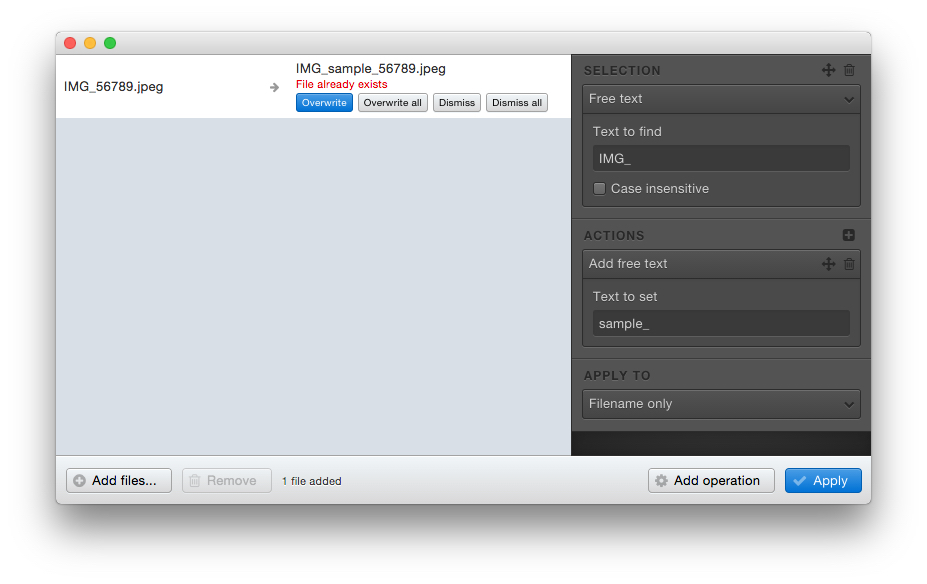 IMG_56789.jpeg
IMG_sample_56789.jpeg
File already exists
Overwrite Overwrite all Dismiss Dismiss all
SELECTION
Free text
Text to find
IMG_
Case insensitive
ACTIONS
Add free text
Text to set
sample_
APPLY TO
Filename only
Add files... Remove 1 file added Add operation Apply